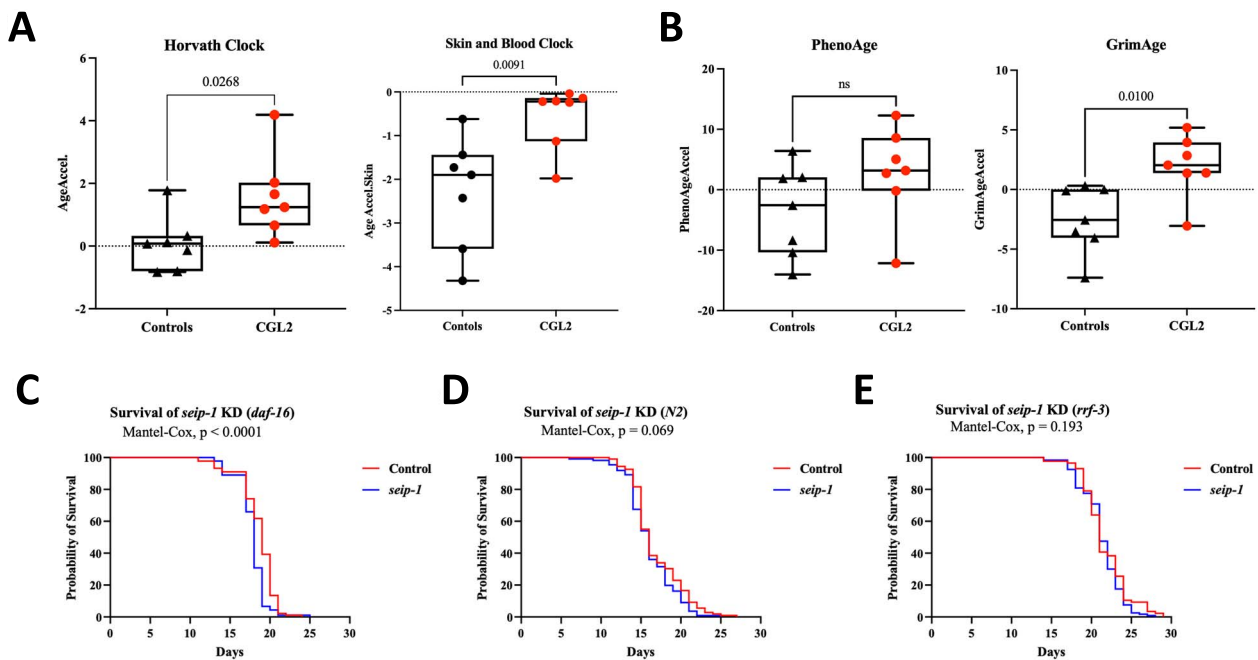 A
B
Horvath Clock
Skin and Blood Clock
PhenoAge
GrimAge
0.0268
0.0091
ns
0.0100
6
4
2
0
-2
AgeAccel.
Controls
CGL2
0
-1
-2
-3
-4
-5
Age Accel.Skin
Contols
CGL2
20
10
0
-10
-20
PhenoAgeAccel
Controls
CGL2
10
5
0
-5
-10
GrimAgeAccel
Controls
CGL2
C
D
E
Survival of seip-1 KD (daf-16)
Mantel-Cox, p < 0.0001
Control
seip-1
100
80
60
40
20
0
Probability of Survival
0 5 10 15 20 25 30
Days
Survival of seip-1 KD (N2)
Mantel-Cox, p = 0.069
Control
seip-1
100
80
60
40
20
0
Probability of Survival
0 5 10 15 20 25 30
Days
Survival of seip-1 KD (rrf-3)
Mantel-Cox, p = 0.193
Control
seip-1
100
80
60
40
20
0
Probability of Survival
0 5 10 15 20 25 30
Days